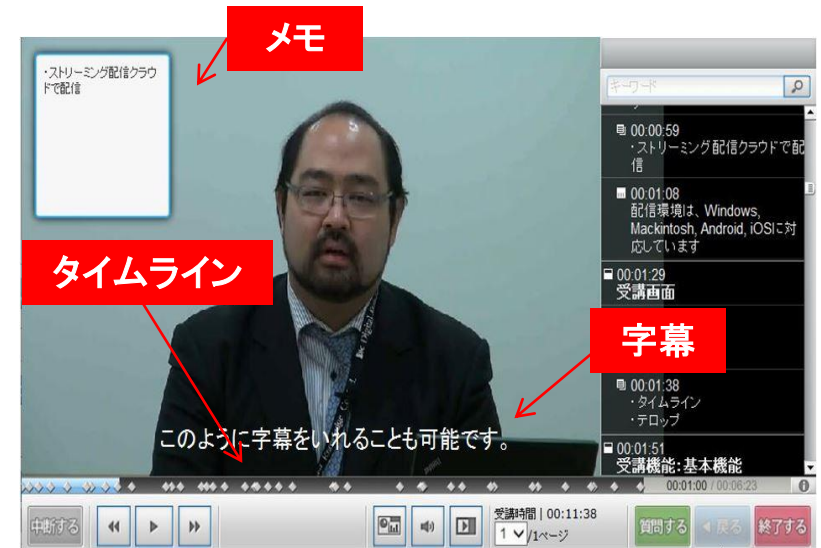 メモ
・ストリーミング配信クラウ
ドで配信
キーワード
00:00:59
・ストリーミング配信クラウドで配
信
00:01:08
配信環境は、Windows,
Mackintosh, Android, iOSに対
応しています
タイムライン
00:01:29
受講画面
字幕
00:01:38
・タイムライン
・テロップ
このように字幕をいれることも可能です。
00:01:51
受講機能:基本機能
00:01:00 / 00:06:23
中断する
受講時間 | 00:11:38
1 /1ページ
質問する
戻る
終了する